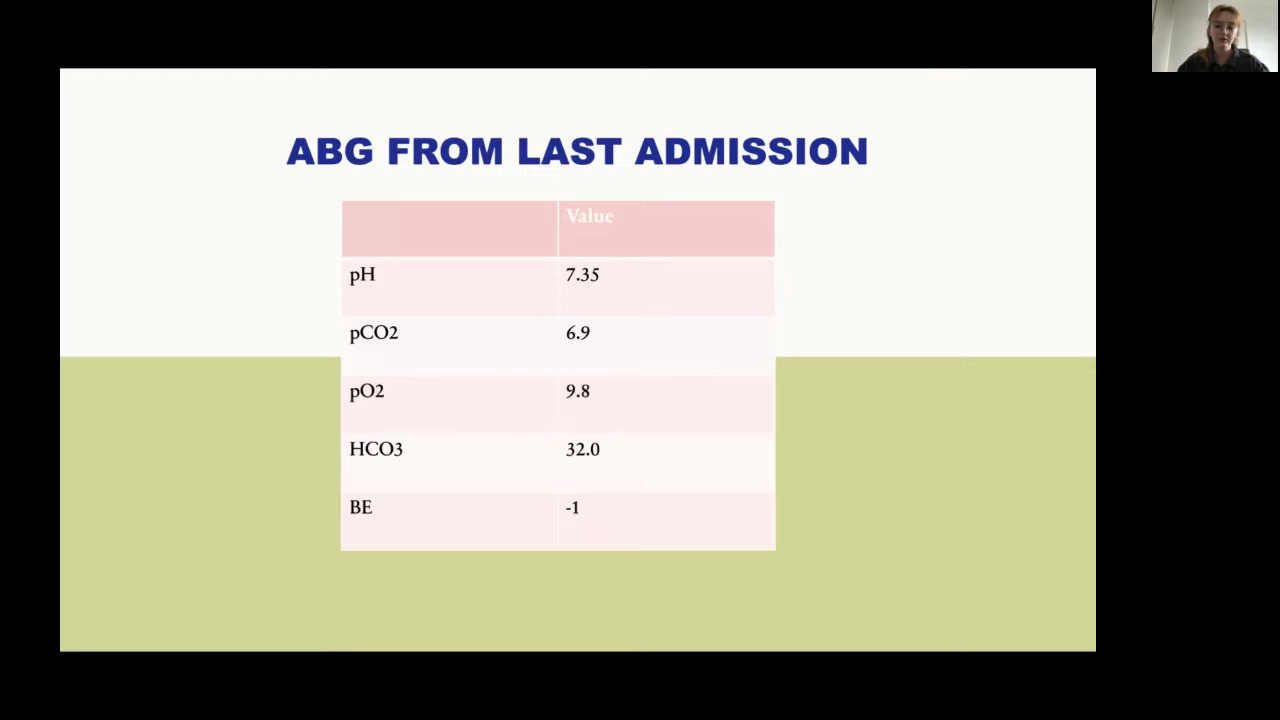 ABG FROM LAST ADMISSION
Value
pH 7.35
pCO2 6.9
pO2 9.8
HCO3 32.0
BE -1